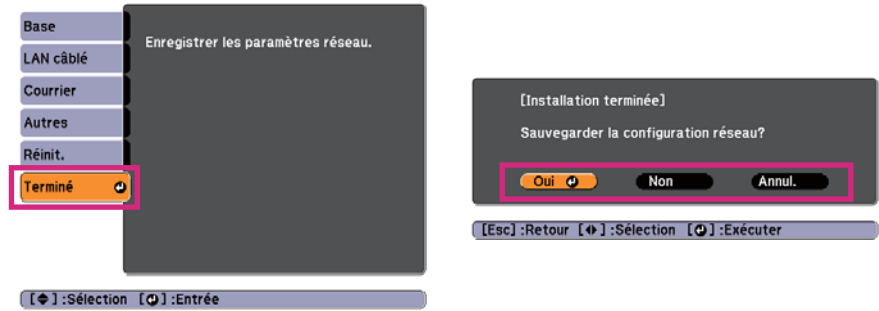 Base
LAN câblé
Courrier
Autres
Réinit.
Terminé
Enregistrer les paramètres réseau.
[ ] :Sélection [ ] :Entrée
[Installation terminée]
Sauvegarder la configuration réseau?
Oui Non Annul.
[Esc] :Retour [ ] :Sélection [ ] :Exécuter